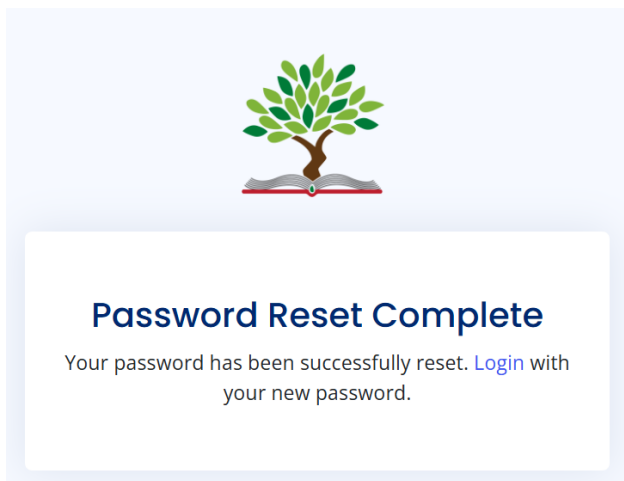 Password Reset Complete
Your password has been successfully reset. Login with
your new password.